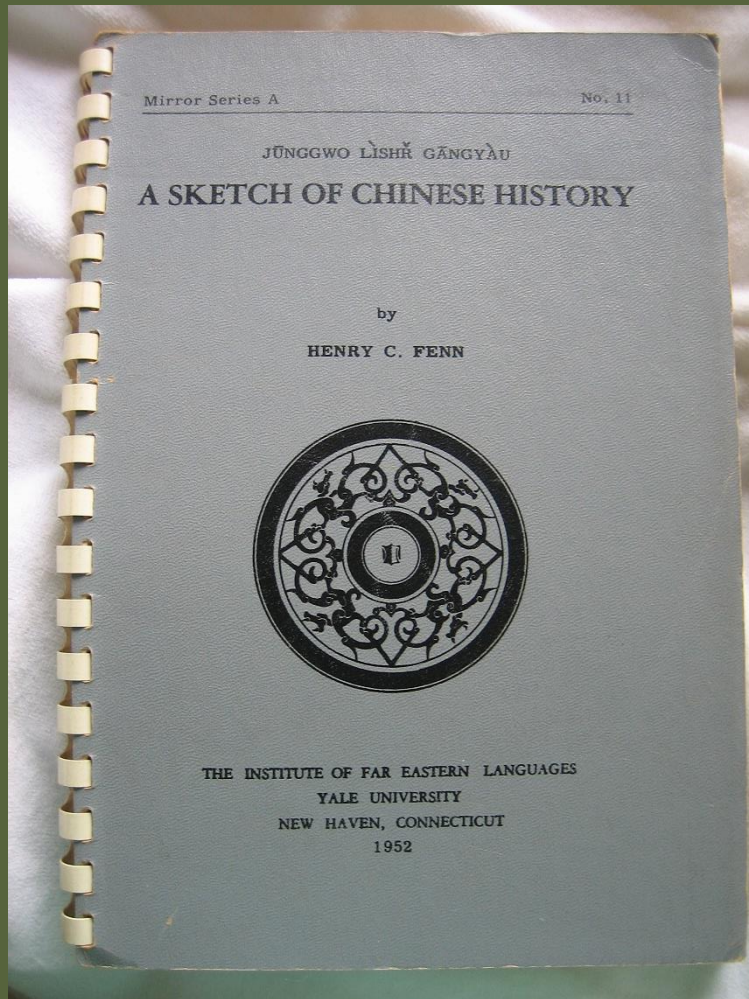 Mirror Series A No. 11
JŪNGGWO LÌSHR̆ GĀNGYÀU
A SKETCH OF CHINESE HISTORY
by
HENRY C. FENN
THE INSTITUTE OF FAR EASTERN LANGUAGES
YALE UNIVERSITY
NEW HAVEN, CONNECTICUT
1952